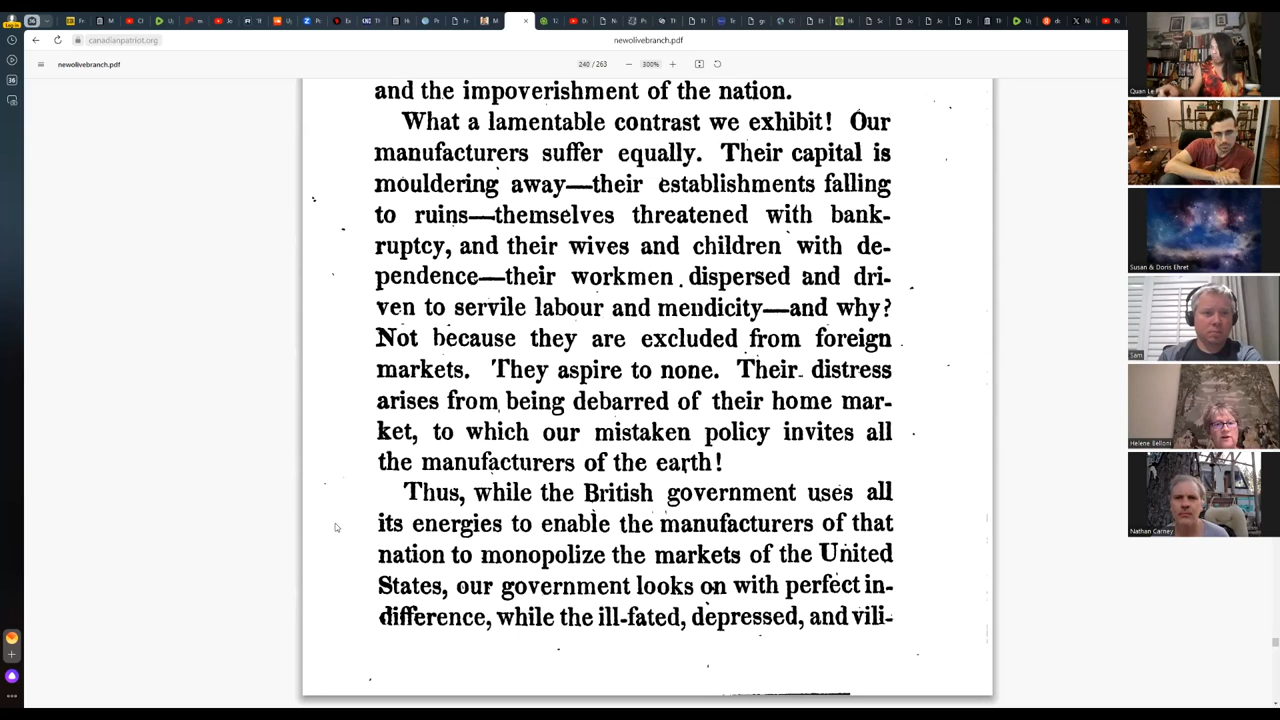 36
Log in
canadianpatriot.org
newolivebranch.pdf
newolivebranch.pdf
240 / 263
300%
and the impoverishment of the nation.
What a lamentable contrast we exhibit! Our
manufacturers suffer equally. Their capital is
mouldering away—their establishments falling
to ruins—themselves threatened with bank-
ruptcy, and their wives and children with de-
pendence—their workmen dispersed and dri-
ven to servile labour and mendicity—and why?
Not because they are excluded from foreign
markets. They aspire to none. Their distress
arises from being debarred of their home mar-
ket, to which our mistaken policy invites all
the manufacturers of the earth!
Thus, while the British government uses all
its energies to enable the manufacturers of that
nation to monopolize the markets of the United
States, our government looks on with perfect in-
difference, while the ill-fated, depressed, and vili-
Quan Le
Susan & Doris Ehret
Sam
Helene Belloni
Nathan Carney